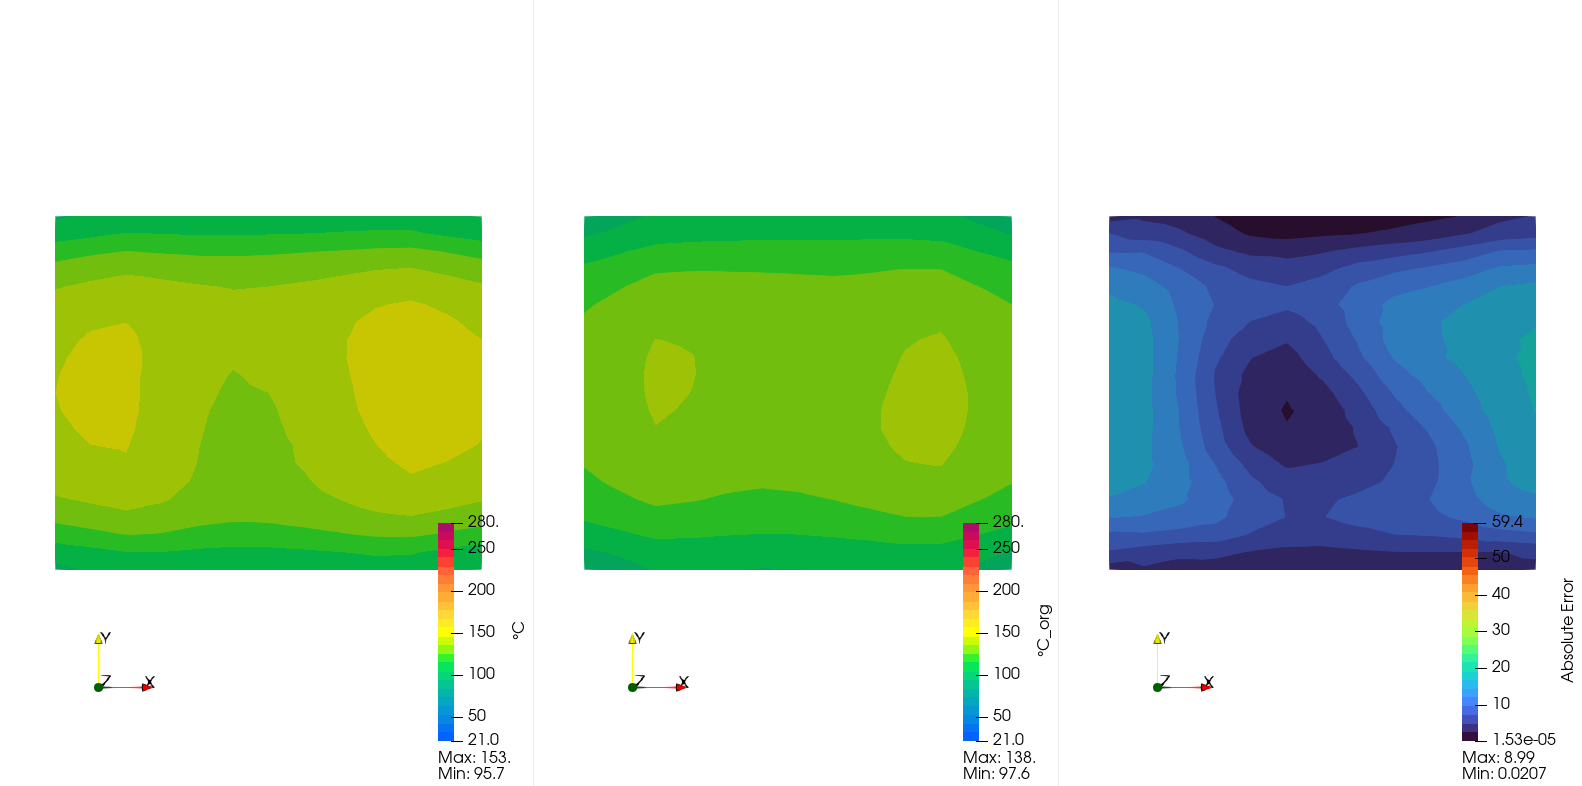 280.
250
200
150
100
50
21.0
°C
Max: 153.
Min: 95.7
Y
Z
X
280.
250
200
150
100
50
21.0
°C_org
Max: 138.
Min: 97.6
Y
Z
X
59.4
50
40
30
20
10
1.53e-05
Absolute Error
Max: 8.99
Min: 0.0207
Y
Z
X